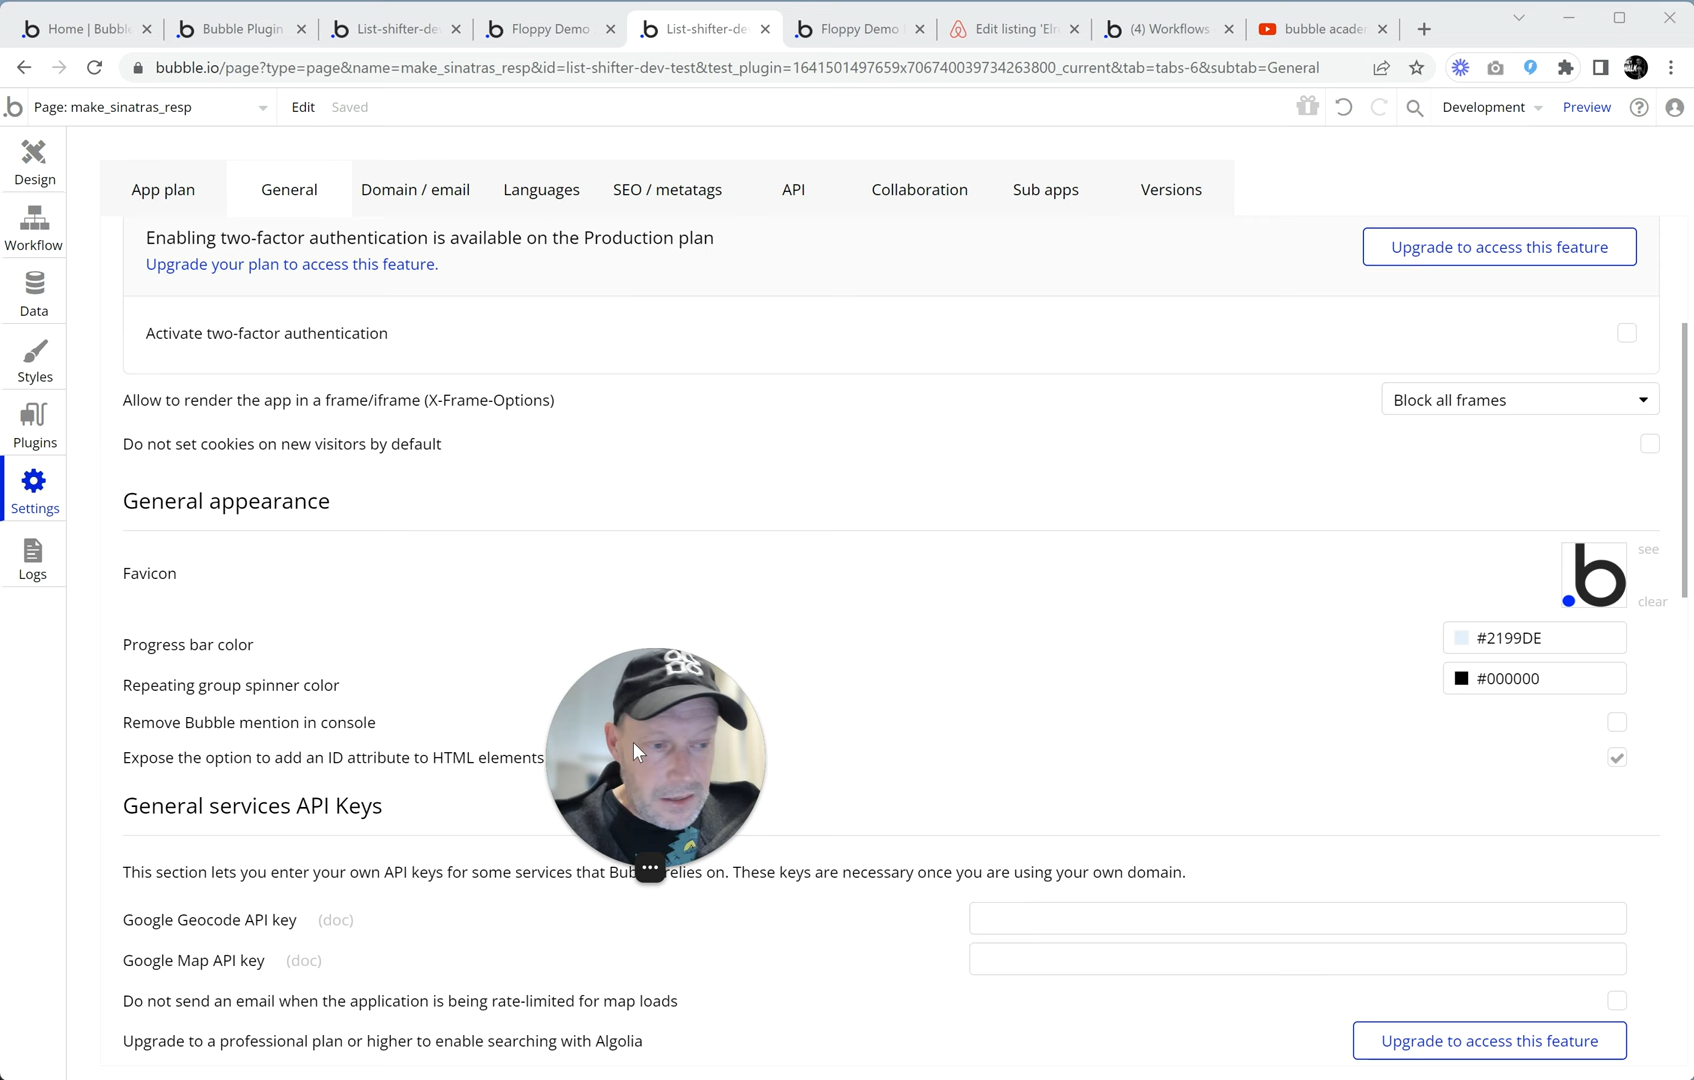 Home | Bubble
Bubble Plugin
List-shifter-de
Floppy Demo
List-shifter-de
Floppy Demo
Edit listing 'Elr
(4) Workflows
bubble acade
bubble.io/page?type=page&name=make_sinatras_resp&id=list-shifter-dev-test&test_plugin=1641501497659x706740039734263800_current&tab=tabs-6&subtab=General
Page: make_sinatras_resp
Edit
Saved
Development
Preview
Design
Workflow
Data
Styles
Plugins
Settings
Logs
App plan
General
Domain / email
Languages
SEO / metatags
API
Collaboration
Sub apps
Versions
Enabling two-factor authentication is available on the Production plan
Upgrade your plan to access this feature.
Upgrade to access this feature
Activate two-factor authentication
Allow to render the app in a frame/iframe (X-Frame-Options)
Block all frames
Do not set cookies on new visitors by default
General appearance
Favicon
see
clear
Progress bar color
#2199DE
Repeating group spinner color
#000000
Remove Bubble mention in console
Expose the option to add an ID attribute to HTML elements
General services API Keys
This section lets you enter your own API keys for some services that Bub relies on. These keys are necessary once you are using your own domain.
Google Geocode API key (doc)
Google Map API key (doc)
Do not send an email when the application is being rate-limited for map loads
Upgrade to a professional plan or higher to enable searching with Algolia
Upgrade to access this feature